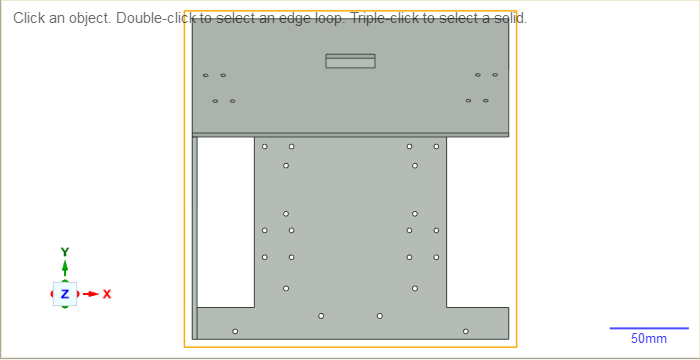 Click an object. Double-click to select an edge loop. Triple-click to select a solid.
Y
Z
X
50mm